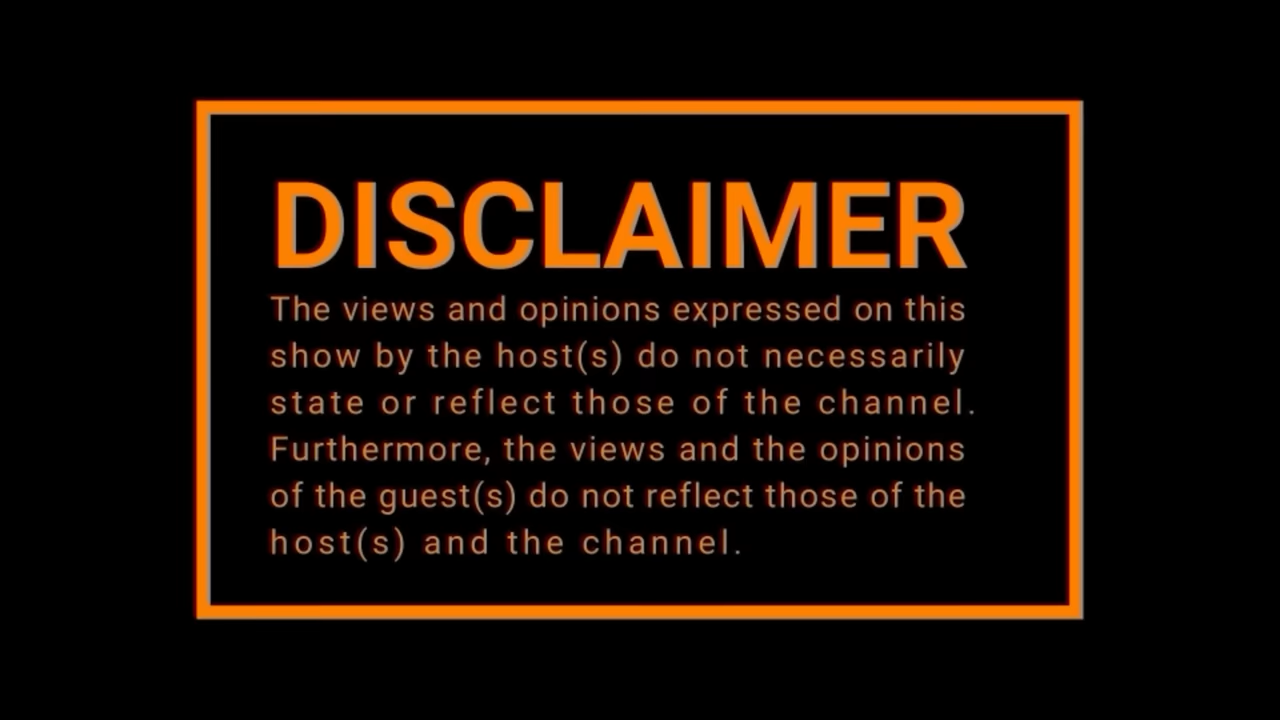 DISCLAIMER
The views and opinions expressed on this
show by the host(s) do not necessarily
state or reflect those of the channel.
Furthermore, the views and the opinions
of the guest(s) do not reflect those of the
host(s) and the channel.